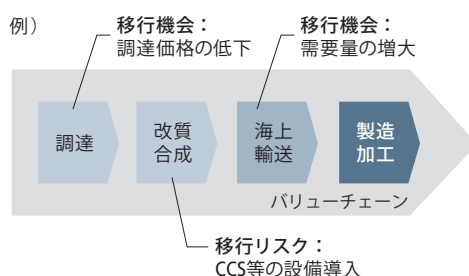 例）
移行機会：
調達価格の低下
移行機会：
需要量の増大
調達
改質
合成
海上
輸送
製造
加工
バリューチェーン
移行リスク：
CCS等の設備導入